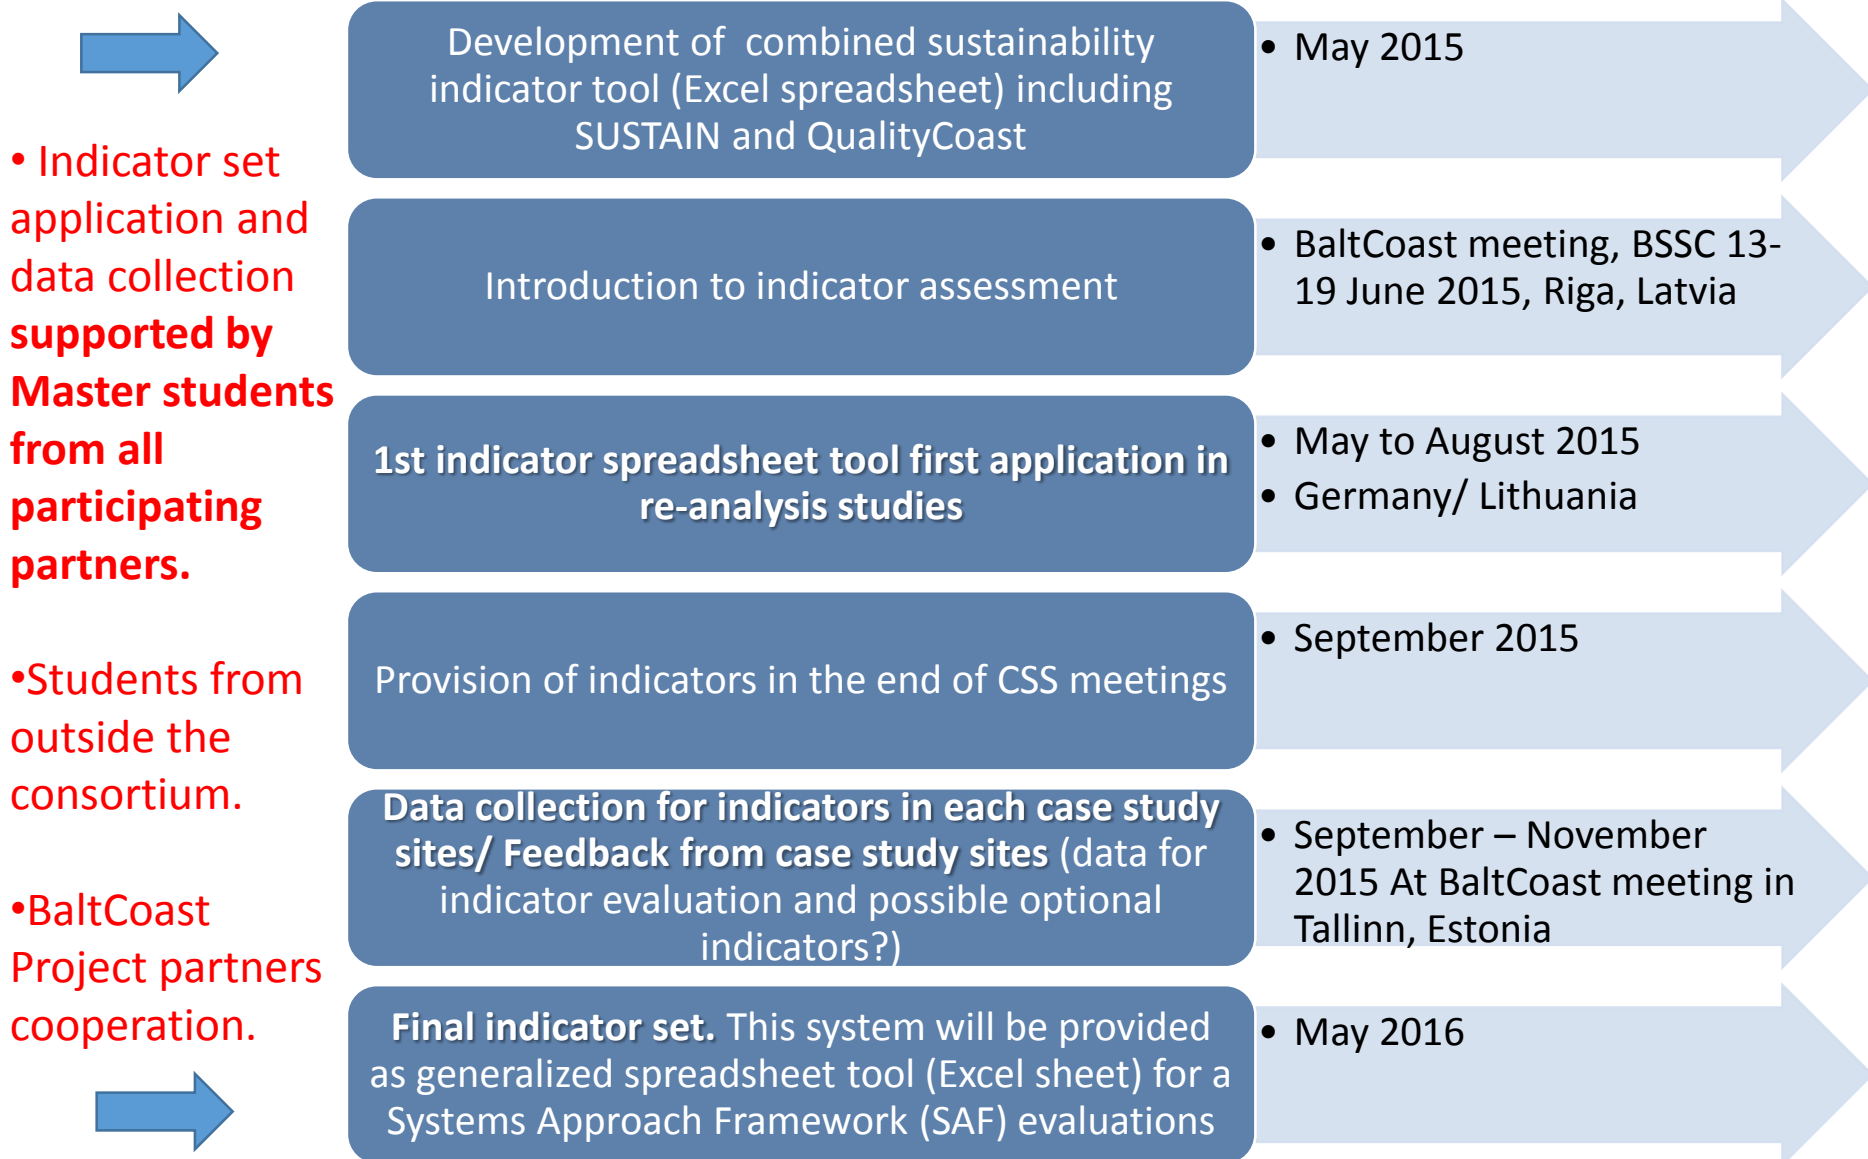 • Indicator set
application and
data collection
supported by
Master students
from all
participating
partners.
•Students from
outside the
consortium.
•BaltCoast
Project partners
cooperation.
Development of  combined sustainability
indicator tool (Excel spreadsheet) including
SUSTAIN and QualityCoast
• May 2015
Introduction to indicator assessment
• BaltCoast meeting, BSSC 13-
19 June 2015, Riga, Latvia
1st indicator spreadsheet tool first application in
re-analysis studies
• May to August 2015
• Germany/ Lithuania
Provision of indicators in the end of CSS meetings
• September 2015
Data collection for indicators in each case study
sites/ Feedback from case study sites (data for
indicator evaluation and possible optional
indicators?)
• September – November
2015 At BaltCoast meeting in
Tallinn, Estonia
Final indicator set. This system will be provided
as generalized spreadsheet tool (Excel sheet) for a
Systems Approach Framework (SAF) evaluations
• May 2016